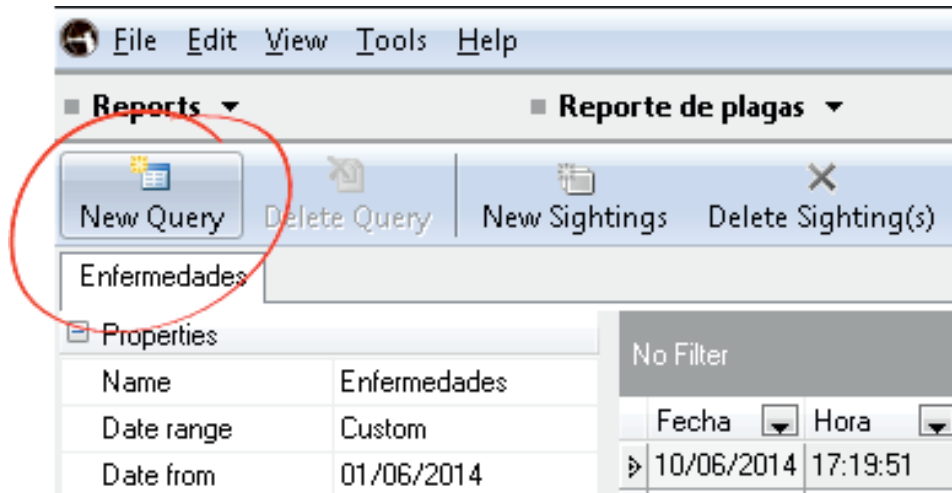 File Edit View Tools Help
Reports Reporte de plagas
New Query Delete Query New Sightings Delete Sighting(s)
Enfermedades
Properties
No Filter
Name Enfermedades
Fecha Hora
Date range Custom
10/06/2014 17:19:51
Date from 01/06/2014